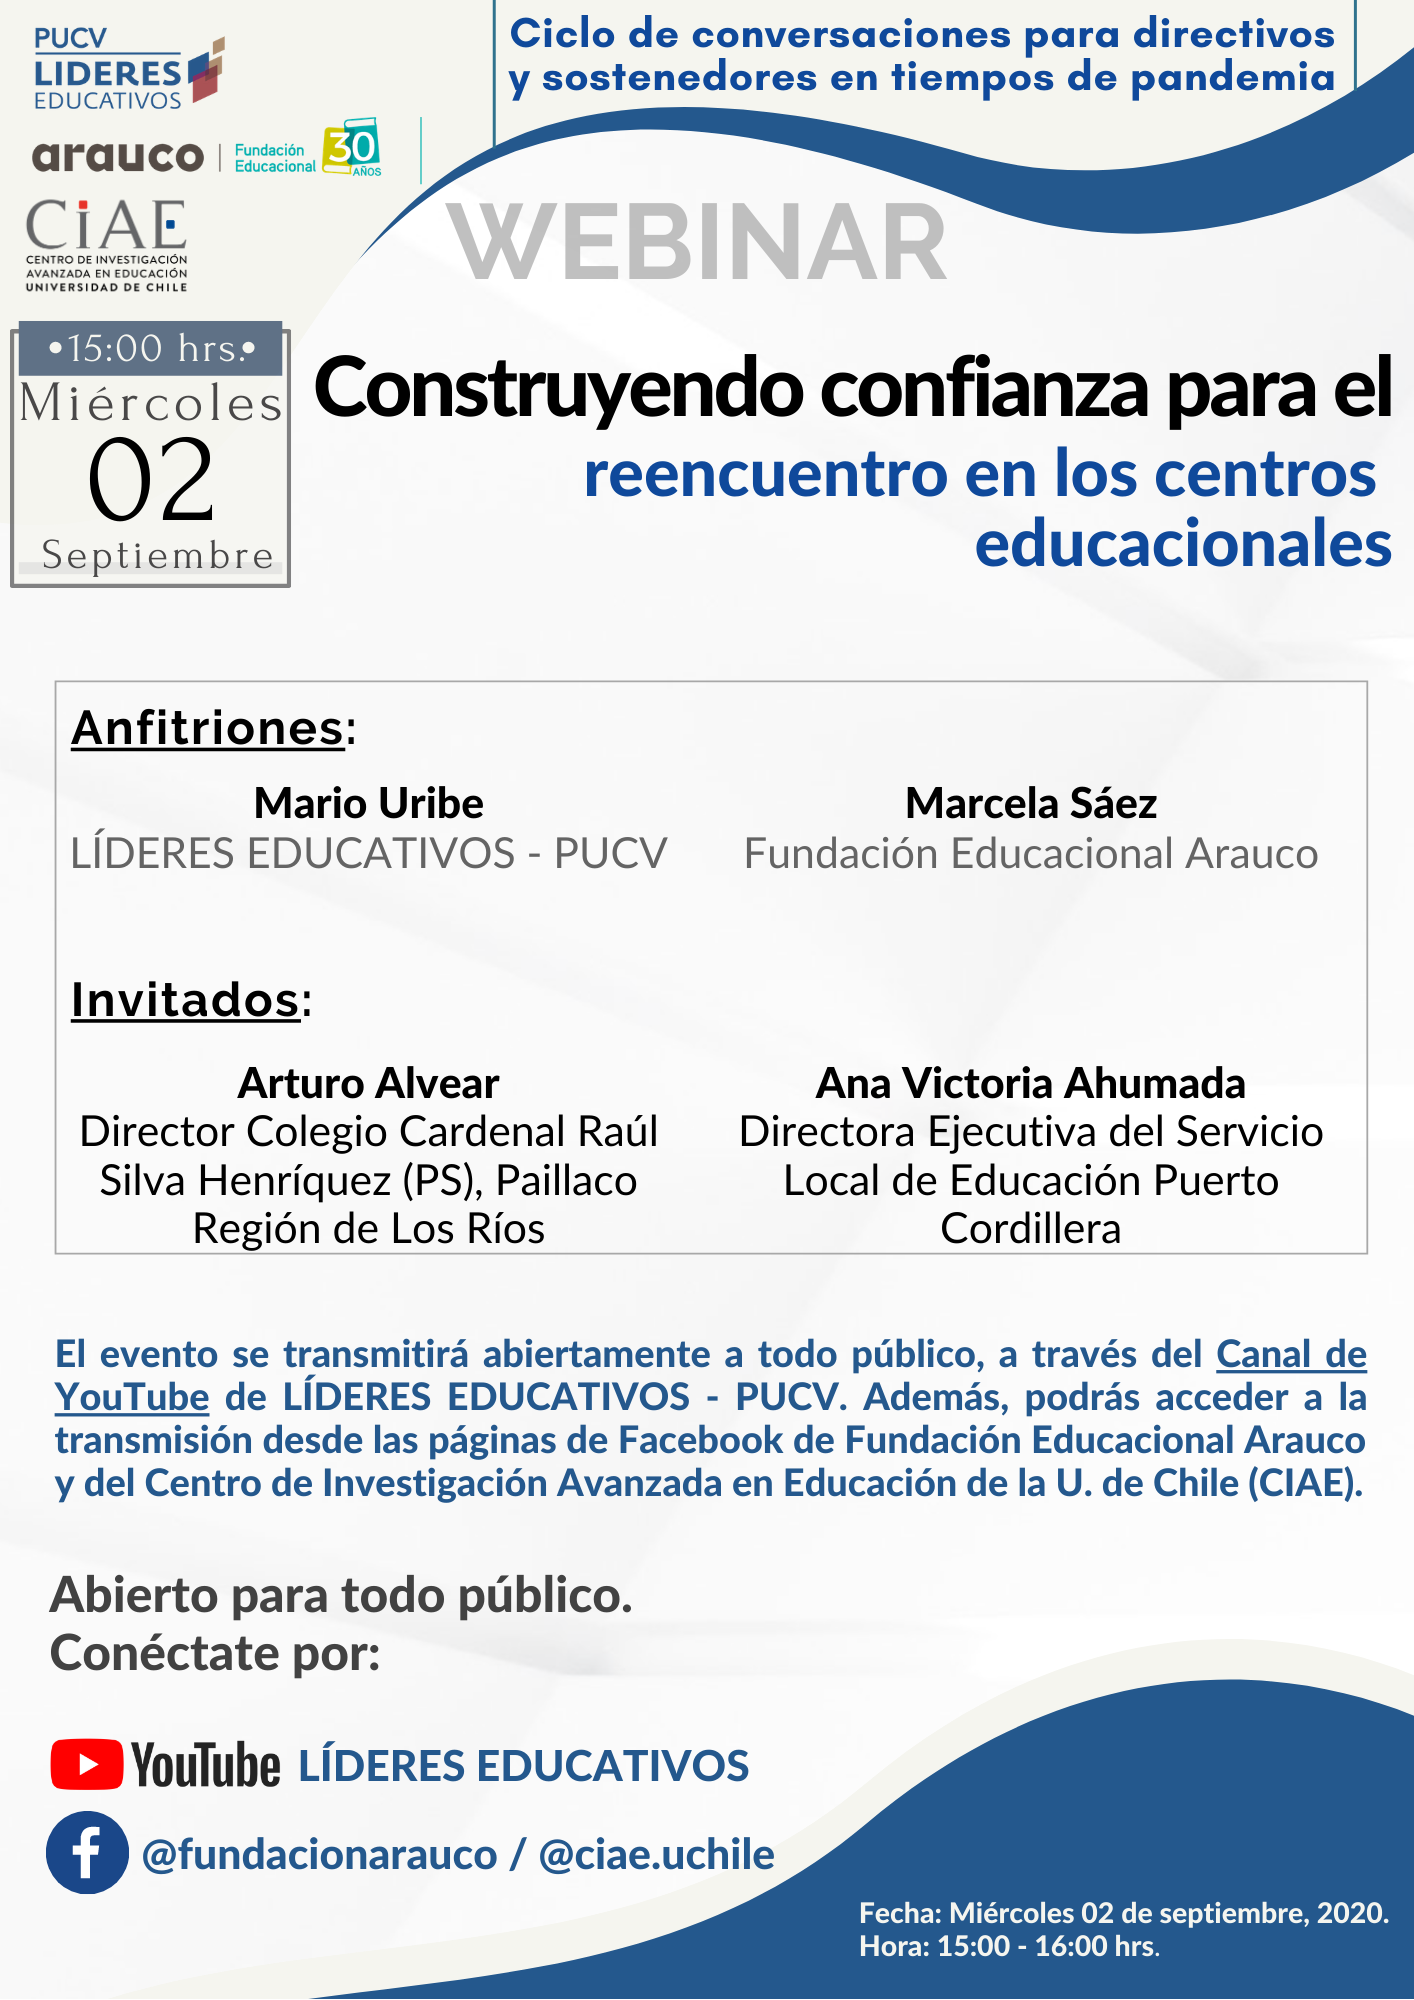 PUCV
LIDERES
EDUCATIVOS
arauco
Fundación
Educacional
30
AÑOS
CiAE
CENTRO DE INVESTIGACIÓN
AVANZADA EN EDUCACIÓN
UNIVERSIDAD DE CHILE
Ciclo de conversaciones para directivos
y sostenedores en tiempos de pandemia
WEBINAR
•15:00 hrs.•
Miércoles
02
Septiembre
Construyendo confianza para el
reencuentro en los centros
educacionales
Anfitriones:
Mario Uribe
LÍDERES EDUCATIVOS - PUCV
Marcela Sáez
Fundación Educacional Arauco
Invitados:
Arturo Alvear
Director Colegio Cardenal Raúl
Silva Henríquez (PS), Paillaco
Región de Los Ríos
Ana Victoria Ahumada
Directora Ejecutiva del Servicio
Local de Educación Puerto
Cordillera
El evento se transmitirá abiertamente a todo público, a través del Canal de
YouTube de LÍDERES EDUCATIVOS - PUCV. Además, podrás acceder a la
transmisión desde las páginas de Facebook de Fundación Educacional Arauco
y del Centro de Investigación Avanzada en Educación de la U. de Chile (CIAE).
Abierto para todo público.
Conéctate por:
YouTube LÍDERES EDUCATIVOS
f @fundacionarauco / @ciae.uchile
Fecha: Miércoles 02 de septiembre, 2020.
Hora: 15:00 - 16:00 hrs.